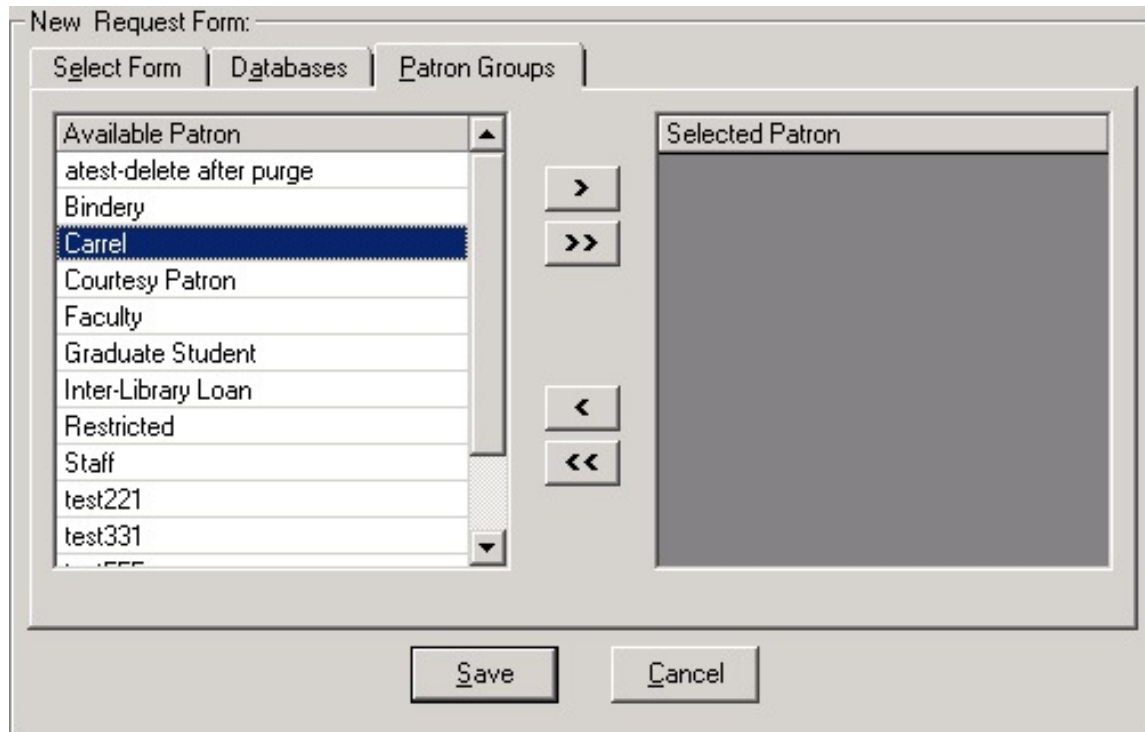 New Request Form:
Select Form Databases Patron Groups
Available Patron
atest-delete after purge
Bindery
Carrel
Courtesy Patron
Faculty
Graduate Student
Inter-Library Loan
Restricted
Staff
test221
test331
>
>>
<
<<
Selected Patron
Save Cancel